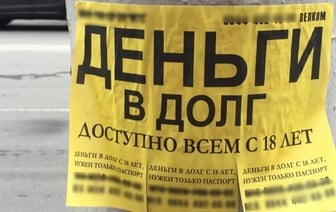 ВЕЛКОМ
ДЕНЬГИ
В ДОЛГ
ДОСТУПНО ВСЕМ С 18 ЛЕТ
ДЕНЬГИ В ДОЛГ С 18 ЛЕТ,
НУЖЕН ТОЛЬКО ПАСПОРТ
ДЕНЬГИ В ДОЛГ С 18 ЛЕТ,
НУЖЕН ТОЛЬКО ПАСПОРТ
ДЕНЬГИ В ДОЛГ С 18 ЛЕТ,
НУЖЕН ТОЛЬКО ПАСПОРТ